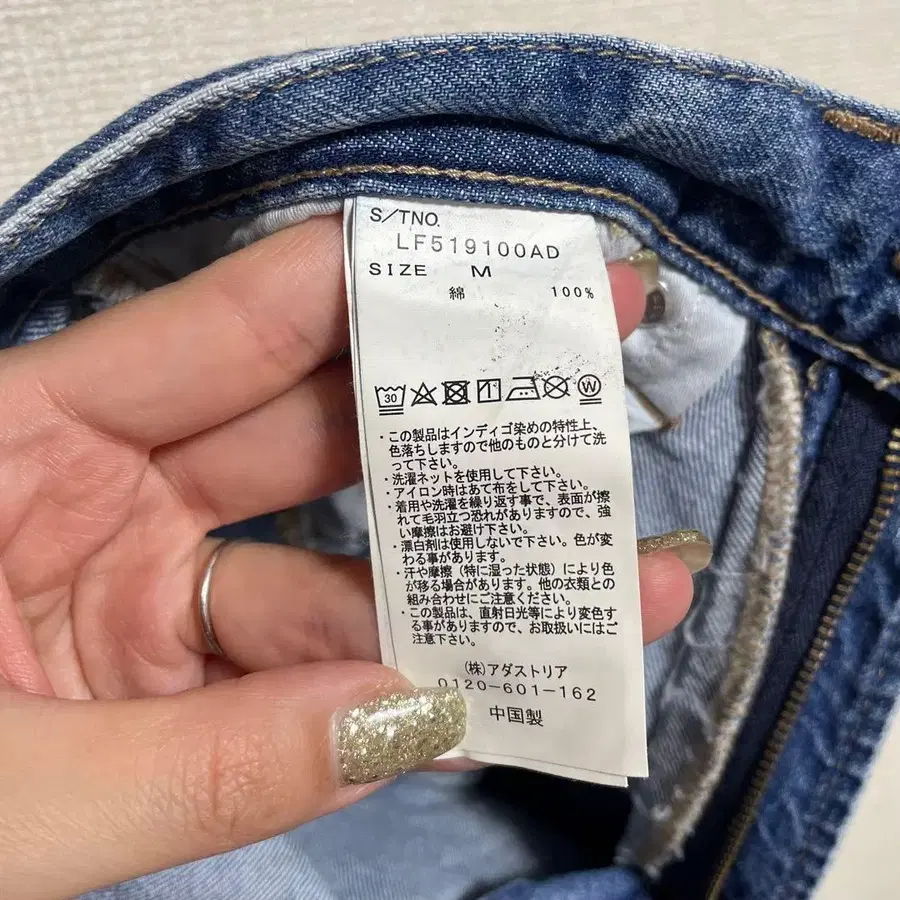 S/TNO.
LF519100AD
SIZE M
綿 100%
30 W
・この製品はインディゴ染めの特性上、
色落ちしますので他のものと分けて洗
って下さい。
・洗濯ネットを使用して下さい。
・アイロン時はあて布をして下さい。
・着用や洗濯を繰り返す事で、表面が擦
れて毛羽立つ恐れがありますので、強
い摩擦はお避け下さい。
・漂白剤は使用しないで下さい。色が変
わる事があります。
・汗や摩擦(特に湿った状態)により色
が移る場合があります。他の衣類との
組み合わせにご注意下さい。
・この製品は、直射日光等により変色す
る事がありますので、お取扱いにはご
注意下さい。
(株)アダストリア
0120-601-162
中国製